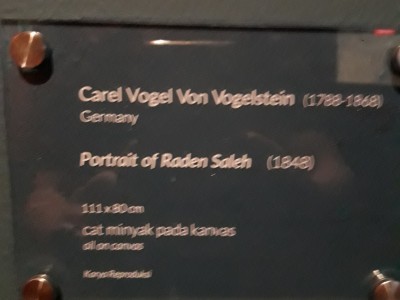 Carel Vogel Von Vogelstein (1788-1868)
Germany
Portrait of Raden Saleh (1848)
111 x 80 cm
cat minyak pada kanvas
oil on canvas
Karya Reproduksi